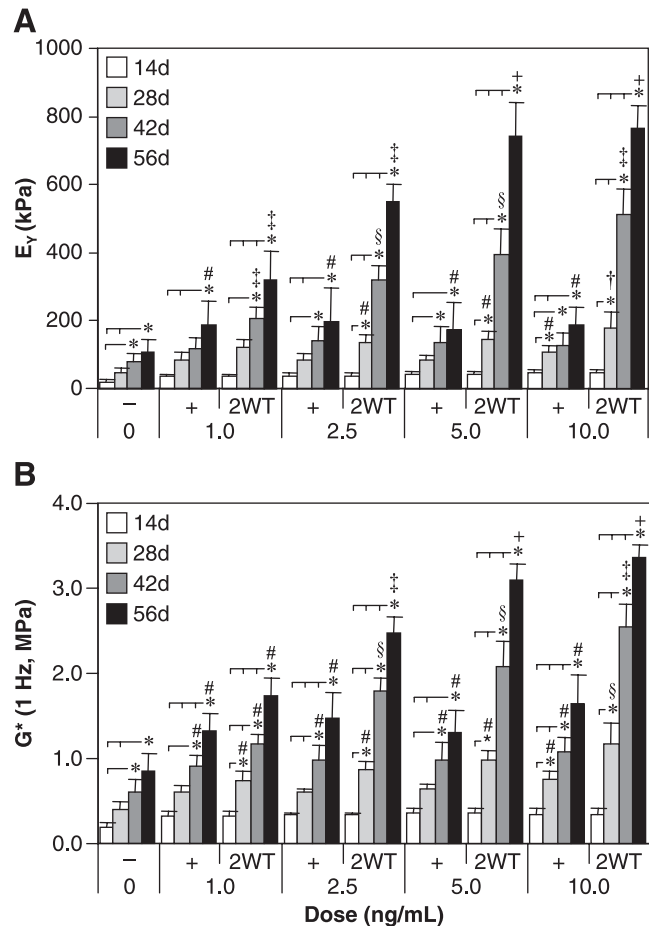 A
1000
800
600
400
200
0
Eγ (kPa)
14d
28d
42d
56d
* * # * ‡‡* ‡‡* * # * #* §* ‡‡* * # * #* §* +* #* * # * †* ‡‡* +*
− + 2WT + 2WT + 2WT + 2WT
0 1.0 2.5 5.0 10.0
B
4.0
3.0
2.0
1.0
0.0
G* (1 Hz, MPa)
14d
28d
42d
56d
* * #* #* #* #* #* #* #* #* §* ‡‡* #* #* #* §* +* #* #* #* §* ‡‡* +*
− + 2WT + 2WT + 2WT + 2WT
0 1.0 2.5 5.0 10.0
Dose (ng/mL)